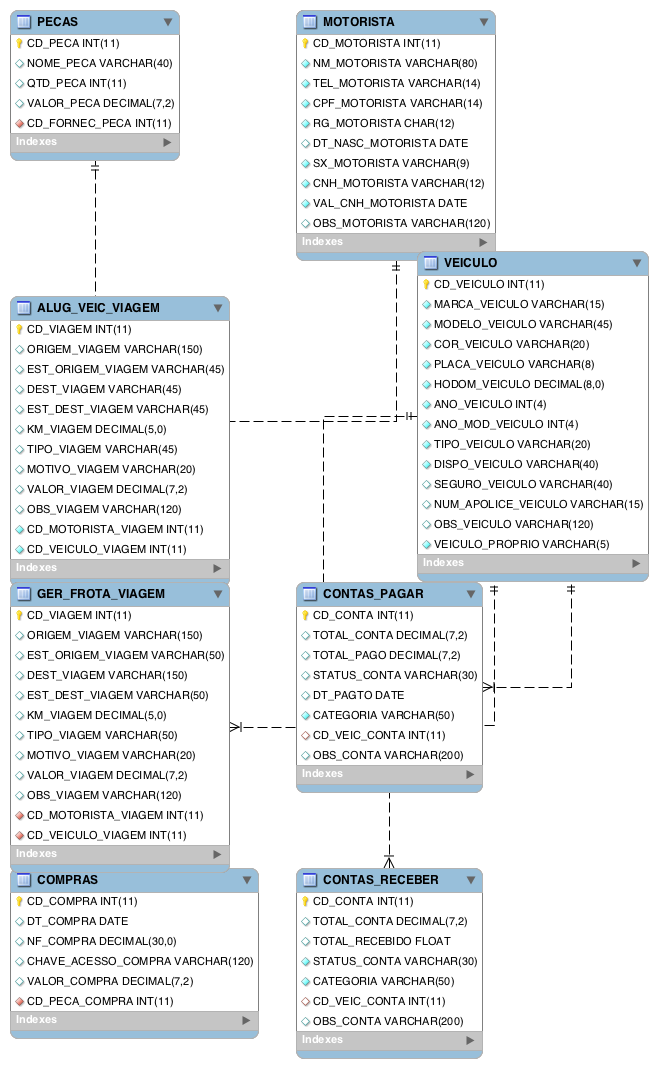 PECAS
CD_PECA INT(11)
NOME_PECA VARCHAR(40)
QTD_PECA INT(11)
VALOR_PECA DECIMAL(7,2)
CD_FORNEC_PECA INT(11)
Indexes
MOTORISTA
CD_MOTORISTA INT(11)
NM_MOTORISTA VARCHAR(80)
TEL_MOTORISTA VARCHAR(14)
CPF_MOTORISTA VARCHAR(14)
RG_MOTORISTA CHAR(12)
DT_NASC_MOTORISTA DATE
SX_MOTORISTA VARCHAR(9)
CNH_MOTORISTA VARCHAR(12)
VAL_CNH_MOTORISTA DATE
OBS_MOTORISTA VARCHAR(120)
Indexes
VEICULO
CD_VEICULO INT(11)
MARCA_VEICULO VARCHAR(15)
MODELO_VEICULO VARCHAR(45)
COR_VEICULO VARCHAR(20)
PLACA_VEICULO VARCHAR(8)
HODOM_VEICULO DECIMAL(8,0)
ANO_VEICULO INT(4)
ANO_MOD_VEICULO INT(4)
TIPO_VEICULO VARCHAR(20)
DISPO_VEICULO VARCHAR(40)
SEGURO_VEICULO VARCHAR(40)
NUM_APOLICE_VEICULO VARCHAR(15)
OBS_VEICULO VARCHAR(120)
VEICULO_PROPRIO VARCHAR(5)
Indexes
ALUG_VEIC_VIAGEM
CD_VIAGEM INT(11)
ORIGEM_VIAGEM VARCHAR(150)
EST_ORIGEM_VIAGEM VARCHAR(45)
DEST_VIAGEM VARCHAR(45)
EST_DEST_VIAGEM VARCHAR(45)
KM_VIAGEM DECIMAL(5,0)
TIPO_VIAGEM VARCHAR(45)
MOTIVO_VIAGEM VARCHAR(20)
VALOR_VIAGEM DECIMAL(7,2)
OBS_VIAGEM VARCHAR(120)
CD_MOTORISTA_VIAGEM INT(11)
CD_VEICULO_VIAGEM INT(11)
Indexes
GER_FROTA_VIAGEM
CD_VIAGEM INT(11)
ORIGEM_VIAGEM VARCHAR(150)
EST_ORIGEM_VIAGEM VARCHAR(50)
DEST_VIAGEM VARCHAR(150)
EST_DEST_VIAGEM VARCHAR(50)
KM_VIAGEM DECIMAL(5,0)
TIPO_VIAGEM VARCHAR(50)
MOTIVO_VIAGEM VARCHAR(20)
VALOR_VIAGEM DECIMAL(7,2)
OBS_VIAGEM VARCHAR(120)
CD_MOTORISTA_VIAGEM INT(11)
CD_VEICULO_VIAGEM INT(11)
Indexes
CONTAS_PAGAR
CD_CONTA INT(11)
TOTAL_CONTA DECIMAL(7,2)
TOTAL_PAGO DECIMAL(7,2)
STATUS_CONTA VARCHAR(30)
DT_PAGTO DATE
CATEGORIA VARCHAR(50)
CD_VEIC_CONTA INT(11)
OBS_CONTA VARCHAR(200)
Indexes
COMPRAS
CD_COMPRA INT(11)
DT_COMPRA DATE
NF_COMPRA DECIMAL(30,0)
CHAVE_ACESSO_COMPRA VARCHAR(120)
VALOR_COMPRA DECIMAL(7,2)
CD_PECA_COMPRA INT(11)
Indexes
CONTAS_RECEBER
CD_CONTA INT(11)
TOTAL_CONTA DECIMAL(7,2)
TOTAL_RECEBIDO FLOAT
STATUS_CONTA VARCHAR(30)
CATEGORIA VARCHAR(50)
CD_VEIC_CONTA INT(11)
OBS_CONTA VARCHAR(200)
Indexes